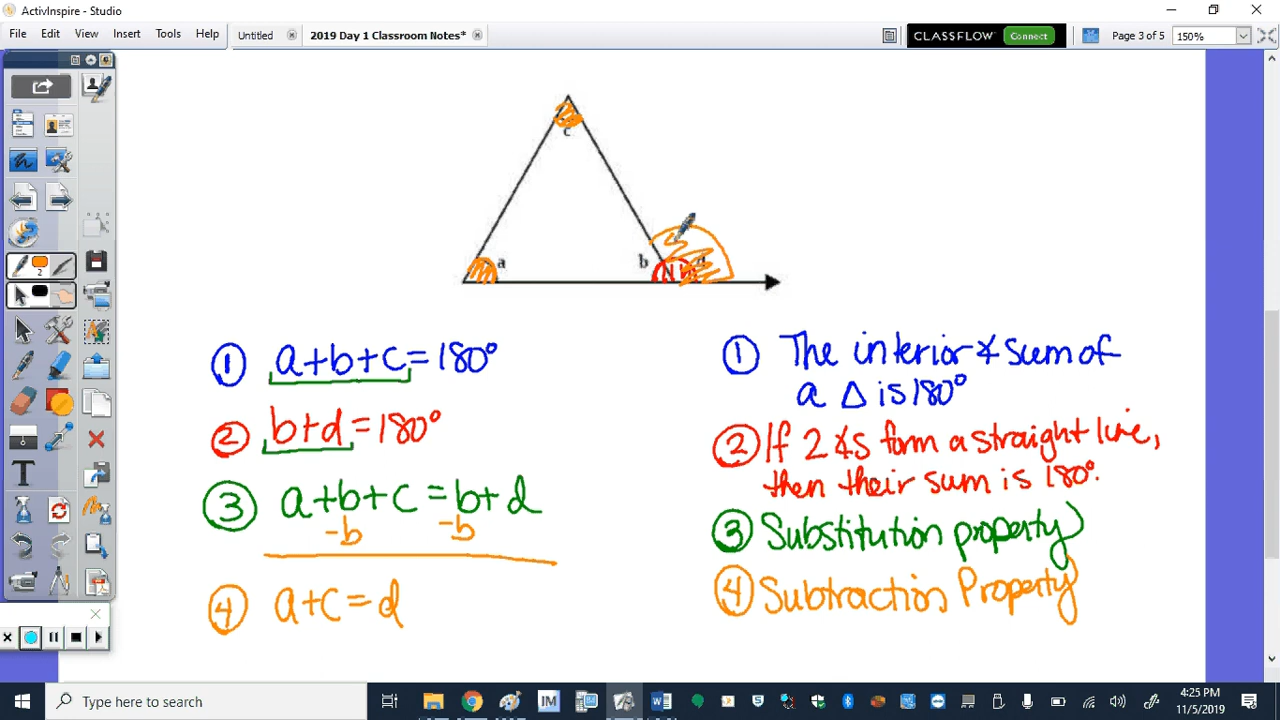 ActivInspire - Studio
File Edit View Insert Tools Help Untitled 2019 Day 1 Classroom Notes* CLASSFLOW Connect Page 3 of 5 150%
c
a b d
① a+b+c=180°
② b+d=180°
③ a+b+c=b+d
-b -b
④ a+c=d
① The interior ∡ sum of
a △ is 180°
② If 2 ∡s form a straight line,
then their sum is 180°.
③ Substitution property
④ Subtraction Property
2
T
Type here to search
IM
4:25 PM
11/5/2019